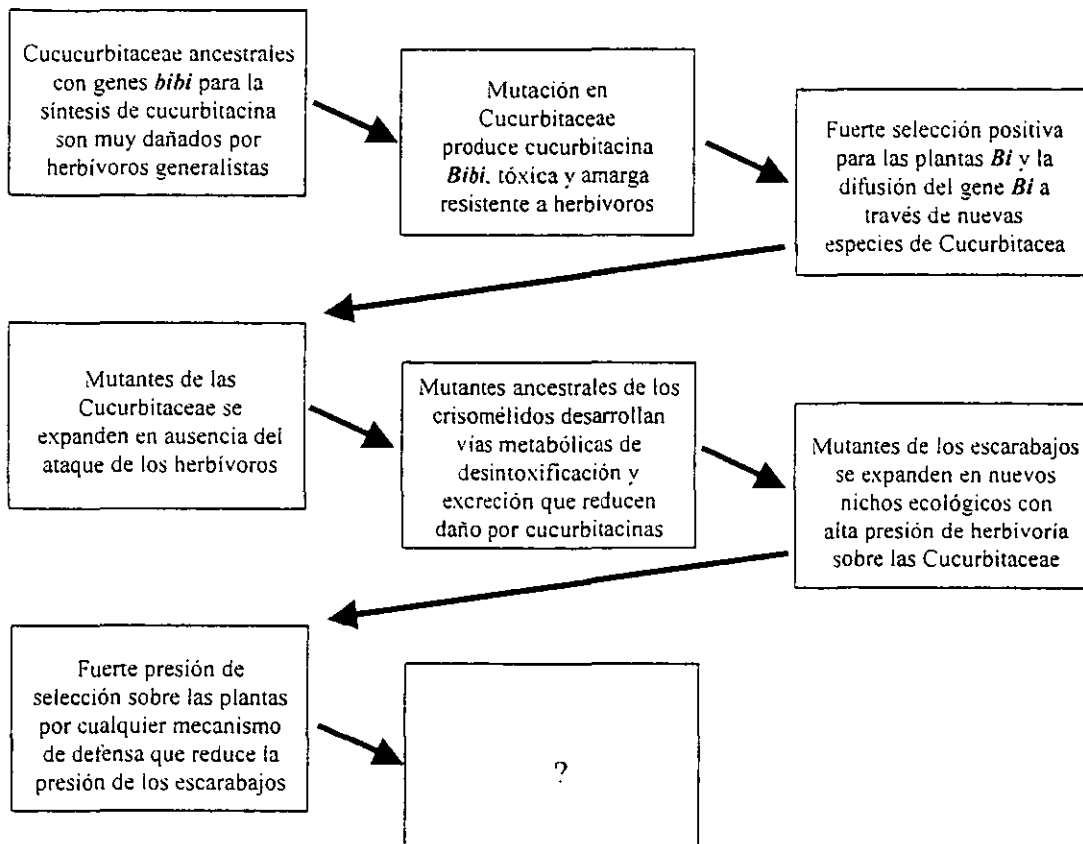 Cucucurbitaceae ancestrales
con genes bibi para la
síntesis de cucurbitacina
son muy dañados por
herbívoros generalistas
Mutación en
Cucurbitaceae
produce cucurbitacina
Bibi, tóxica y amarga
resistente a herbívoros
Fuerte selección positiva
para las plantas Bi y la
difusión del gene Bi a
través de nuevas
especies de Cucurbitacea
Mutantes de las
Cucurbitaceae se
expanden en ausencia del
ataque de los herbívoros
Mutantes ancestrales de los
crisomélidos desarrollan
vías metabólicas de
desintoxificación y
excreción que reducen
daño por cucurbitacinas
Mutantes de los escarabajos
se expanden en nuevos
nichos ecológicos con
alta presión de herbivoría
sobre las Cucurbitaceae
Fuerte presión de
selección sobre las plantas
por cualquier mecanismo
de defensa que reduce la
presión de los escarabajos
?